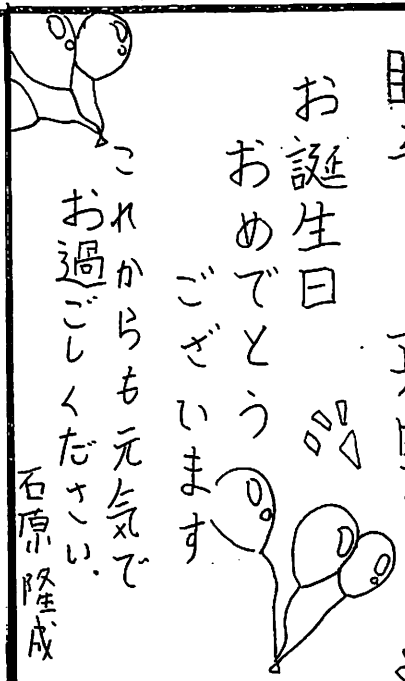 お誕生日
おめでとう
ございます
これからも元気で
お過ごしください.
石原隆成